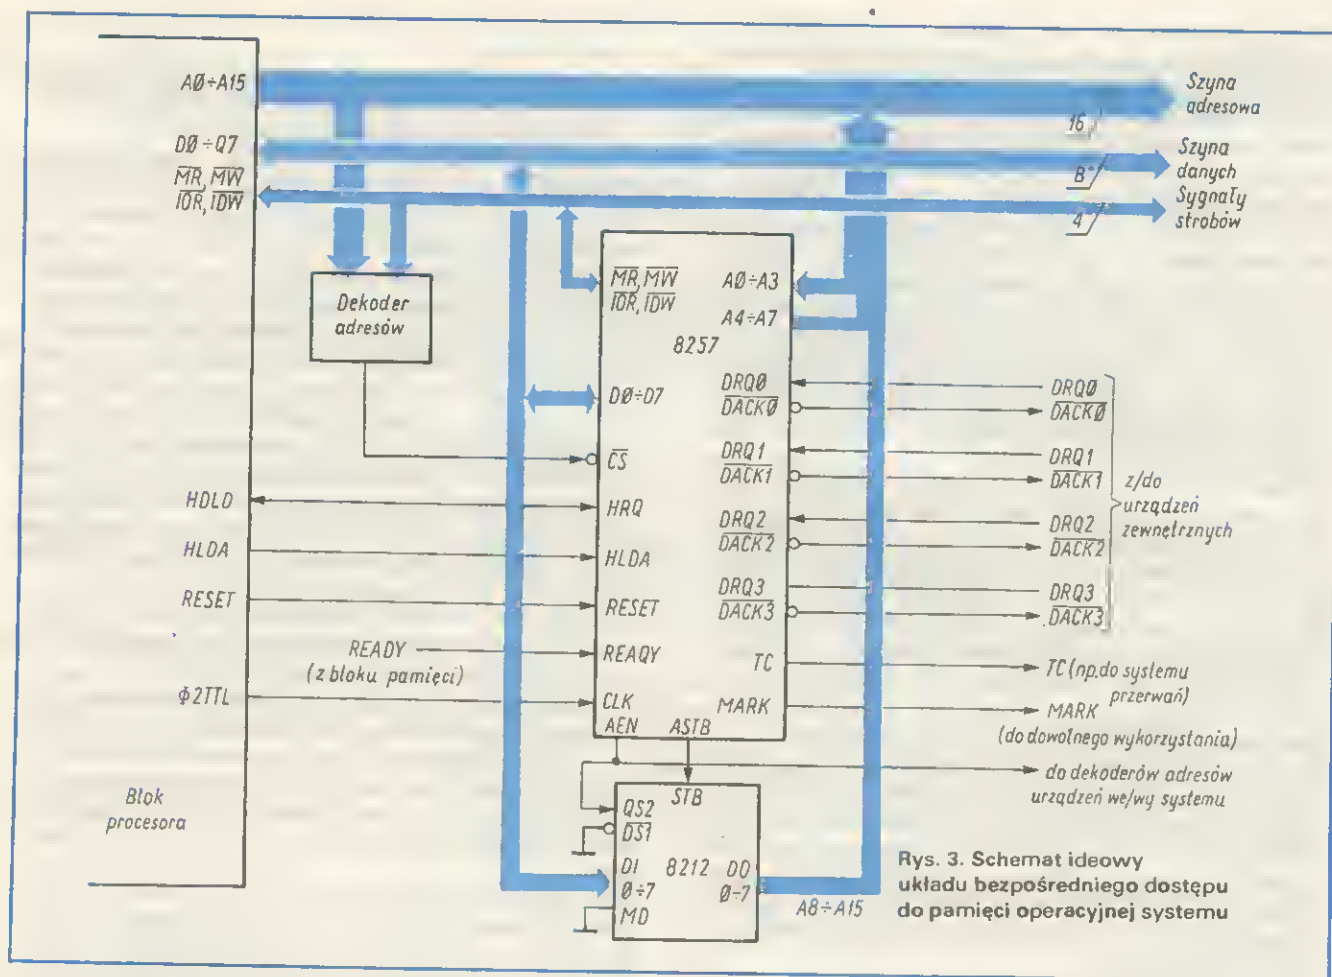 AØ÷A15
DØ÷Q7
MR, MW
IOR, IDW
Szyna
adresowa
16
Szyna
danych
8
Sygnały
strobów
4
Dekoder
adresów
MR, MW
IOR, IDW
AØ÷A3
A4÷A7
8257
DØ÷D7
CS
HDLD
HRQ
HLDA
HLDA
RESET
RESET
READY
(z bloku pamięci)
REAQY
Φ2TTL
CLK
AEN
ASTB
DRQØ
DACKØ
DRQ1
DACK1
DRQ2
DACK2
DRQ3
DACK3
TC
MARK
DRQØ
DACKØ
DRQ1
DACK1
DRQ2
DACK2
DRQ3
DACK3
z/do
urządzeń
zewnętrznych
TC (np. do systemu
przerwań)
MARK
(do dowolnego wykorzystania)
do dekoderów adresów
urządzeń we/wy systemu
Blok
procesora
STB
QS2
DS1
DI
Ø÷7
8212
DO
Ø÷7
MD
A8÷A15
Rys. 3. Schemat ideowy
układu bezpośredniego dostępu
do pamięci operacyjnej systemu